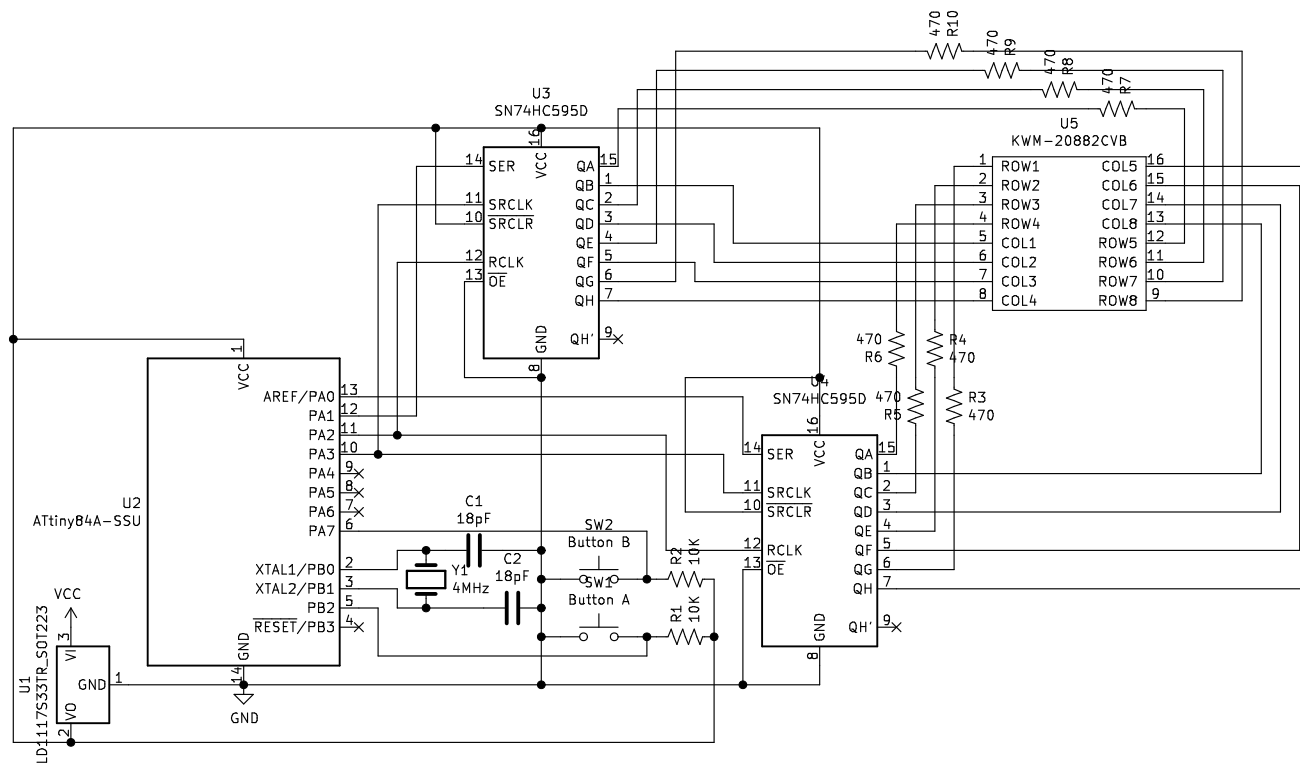 470
R10
470
R9
470
R8
470
R7
U3
SN74HC595D
14 SER
11 SRCLK
10 SRCLR
12 RCLK
13 OE
VCC 16
GND 8
QA 15
QB 1
QC 2
QD 3
QE 4
QF 5
QG 6
QH 7
QH' 9
U5
KWM-20882CVB
1 ROW1
2 ROW2
3 ROW3
4 ROW4
5 COL1
6 COL2
7 COL3
8 COL4
COL5 16
COL6 15
COL7 14
COL8 13
ROW5 12
ROW6 11
ROW7 10
ROW8 9
470
R6
R4
470
470
R5
R3
470
U4
SN74HC595D
14 SER
11 SRCLK
10 SRCLR
12 RCLK
13 OE
VCC 16
GND 8
QA 15
QB 1
QC 2
QD 3
QE 4
QF 5
QG 6
QH 7
QH' 9
U2
ATtiny84A-SSU
VCC 1
AREF/PA0 13
PA1 12
PA2 11
PA3 10
PA4 9
PA5 8
PA6 7
PA7 6
XTAL1/PB0 2
XTAL2/PB1 3
PB2 5
RESET/PB3 4
GND 14
GND
C1
18pF
C2
18pF
Y1
4MHz
SW2
Button B
SW1
Button A
R2
10K
R1
10K
VCC
U1
LD1117S33TR_SOT223
VI 3
GND 1
VO 2